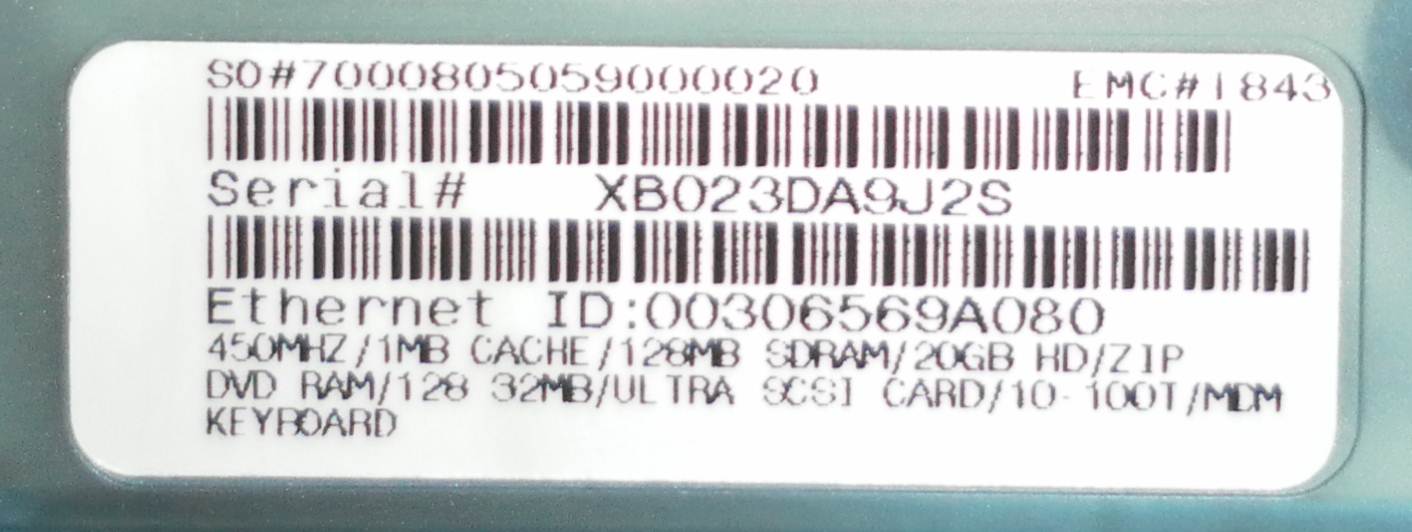 SO#7000805059000020 EMC#1843
Serial# XB023DA9J2S
Ethernet ID:00306569A080
450MHZ/1MB CACHE/128MB SDRAM/20GB HD/ZIP
DVD RAM/128 32MB/ULTRA SCSI CARD/10-100T/MDM
KEYBOARD